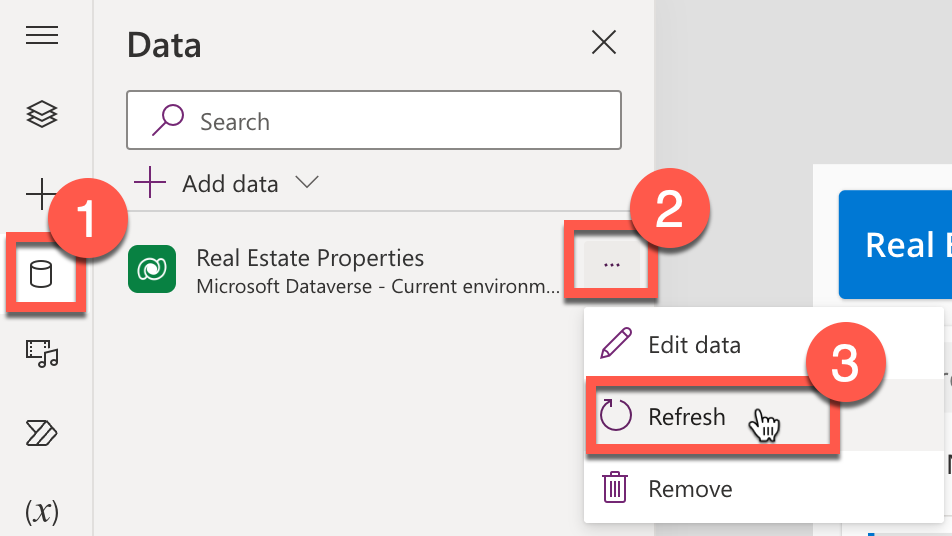 Data
Search
Add data
1
2
Real Estate Properties
...
Microsoft Dataverse - Current environm...
Real
Edit data
3
Refresh
Remove
(x)